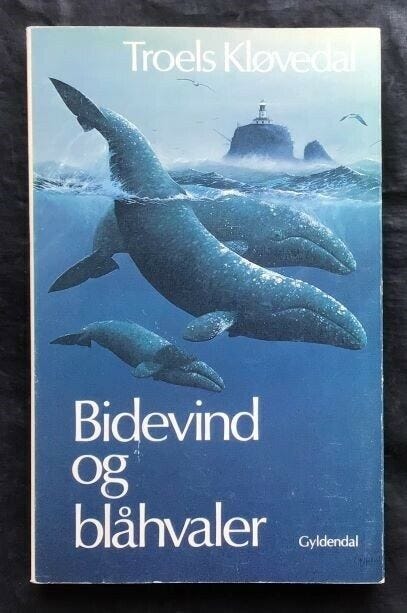 Troels Kløvedal
Bidevind
og
blåhvaler
Gyldendal